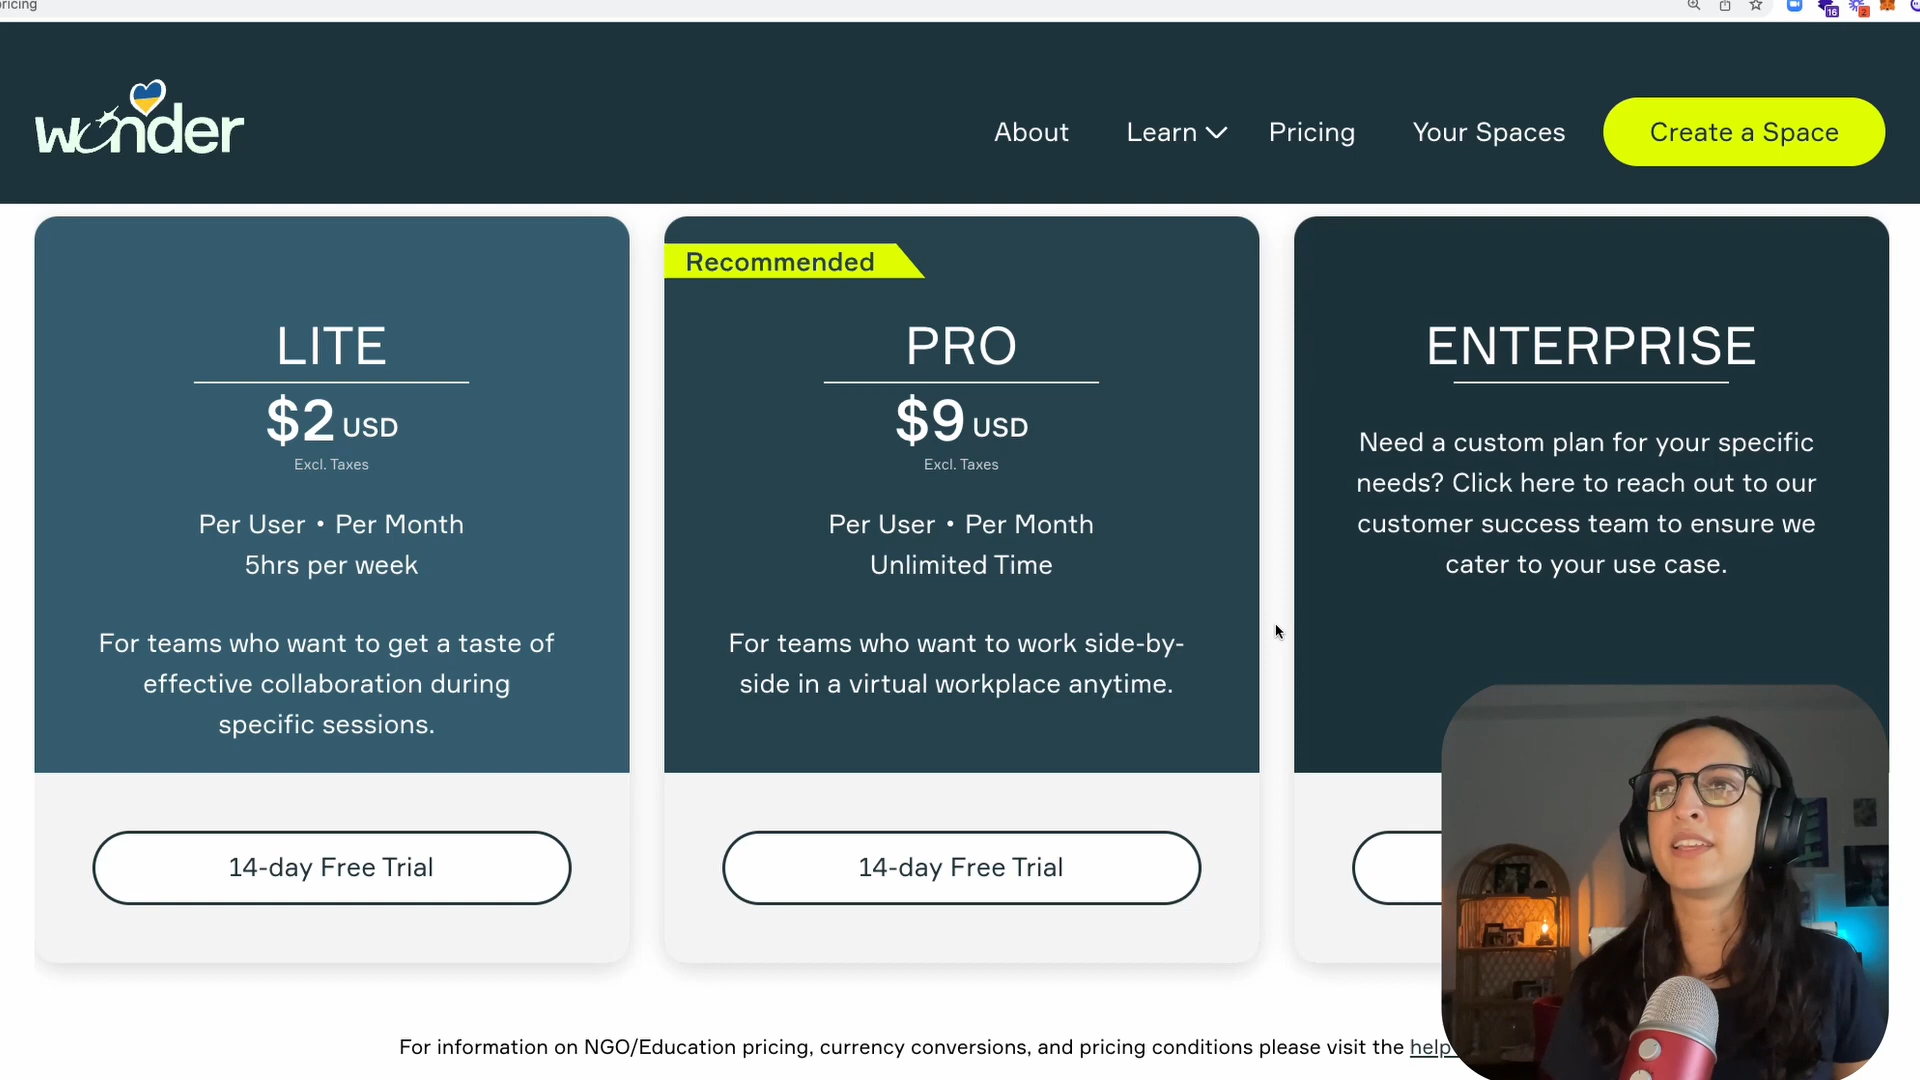 pricing
16
2
wonder
About
Learn
Pricing
Your Spaces
Create a Space
Recommended
LITE
$2 USD
Excl. Taxes
Per User • Per Month
5hrs per week
For teams who want to get a taste of
effective collaboration during
specific sessions.
14-day Free Trial
PRO
$9 USD
Excl. Taxes
Per User • Per Month
Unlimited Time
For teams who want to work side-by-
side in a virtual workplace anytime.
14-day Free Trial
ENTERPRISE
Need a custom plan for your specific
needs? Click here to reach out to our
customer success team to ensure we
cater to your use case.
For information on NGO/Education pricing, currency conversions, and pricing conditions please visit the help